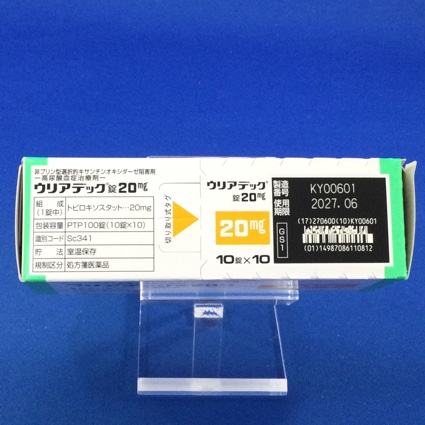 非プリン型選択的キサンチンオキシダーゼ阻害剤
ー高尿酸血症治療剤ー
ウリアデック®錠20mg
組成(1錠中) トピロキソスタット…20mg
包装容量 PTP100錠(10錠×10)
識別コード Sc341
貯法 室温保存
規制区分 処方箋医薬品
切り取り式タグ
ウリアデック®
錠20mg
20mg
10錠×10
製造番号 KY00601
使用期限 2027.06
GS1
(17)270600(10)KY00601
(01)14987086110812